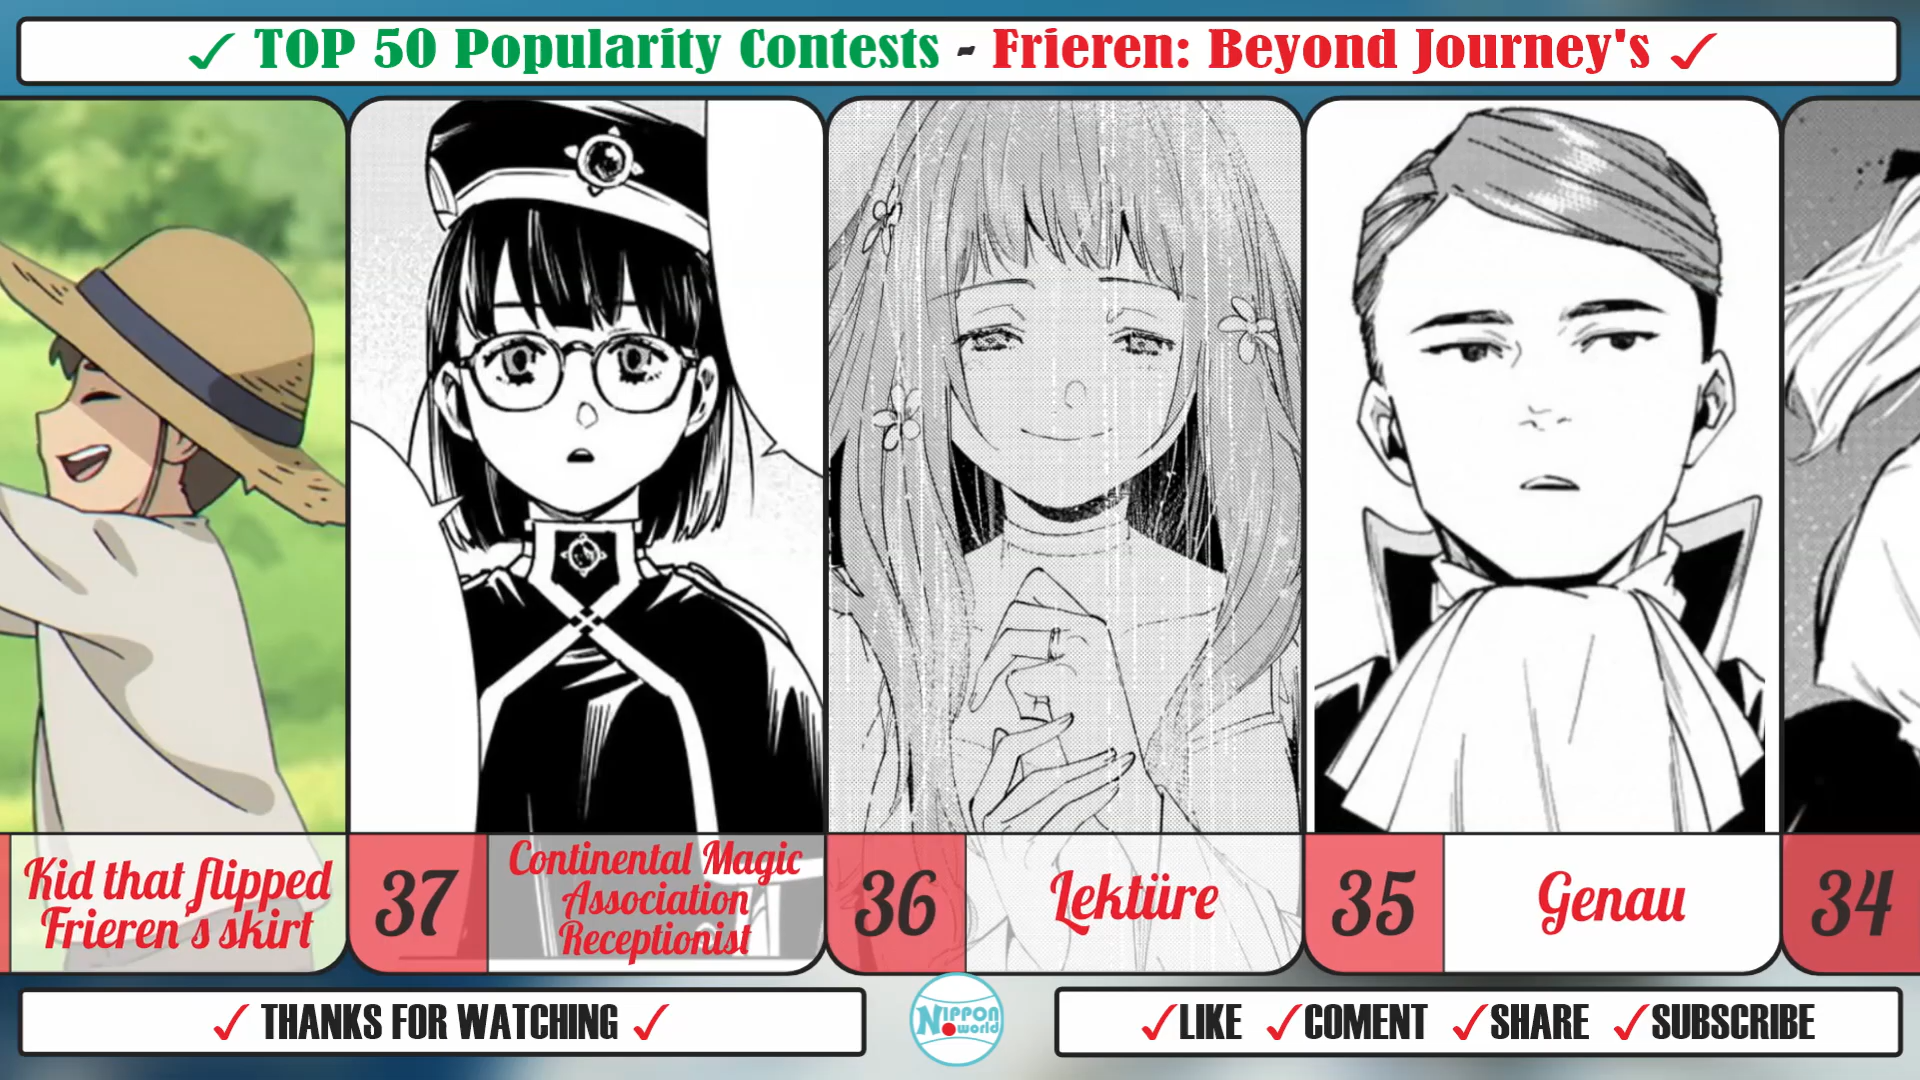 ✓ TOP 50 Popularity Contests - Frieren: Beyond Journey's ✓
Kid that flipped
Frieren's skirt
37
Continental Magic
Association
Receptionist
36
Lektüre
35
Genau
34
✓ THANKS FOR WATCHING ✓
NIPPON
world
✓LIKE ✓COMENT ✓SHARE ✓SUBSCRIBE